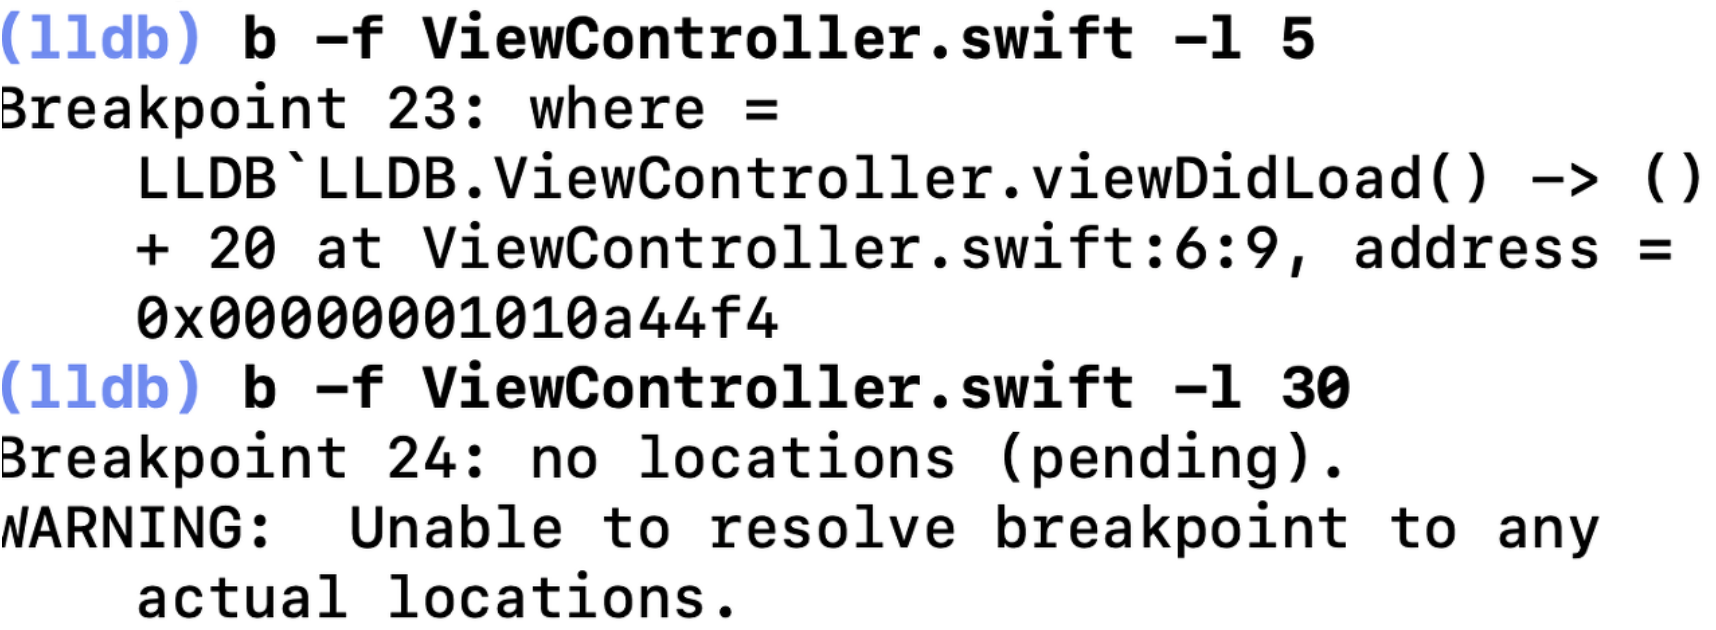 (lldb) b -f ViewController.swift -l 5
Breakpoint 23: where =
LLDB`LLDB.ViewController.viewDidLoad() -> ()
+ 20 at ViewController.swift:6:9, address =
0x00000001010a44f4
(lldb) b -f ViewController.swift -l 30
Breakpoint 24: no locations (pending).
WARNING:  Unable to resolve breakpoint to any
actual locations.